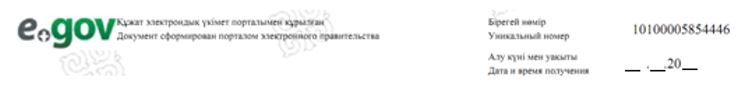 e.gov
Құжат электрондық үкімет порталымен құрылған
Документ сформирован порталом электронного правительства
Бірегей нөмір
Уникальный номер
10100005854446
Алу күні мен уақыты
Дата и время получения
__ .__.20__